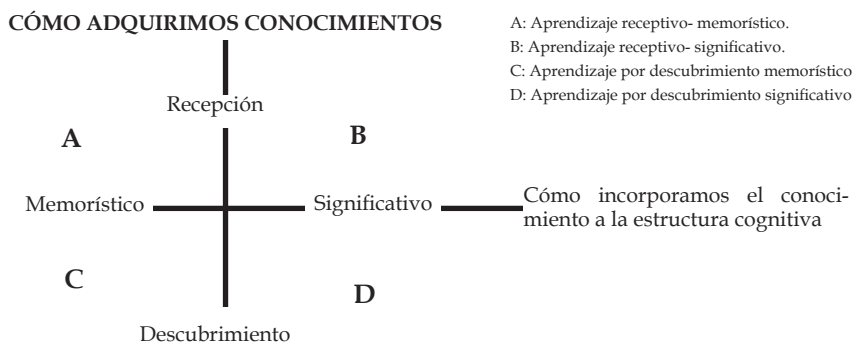 CÓMO ADQUIRIMOS CONOCIMIENTOS
A: Aprendizaje receptivo- memorístico.
B: Aprendizaje receptivo- significativo.
C: Aprendizaje por descubrimiento memorístico
D: Aprendizaje por descubrimiento significativo
Recepción
A
B
Memorístico
Significativo
Cómo incorporamos el conoci-
miento a la estructura cognitiva
C
D
Descubrimiento